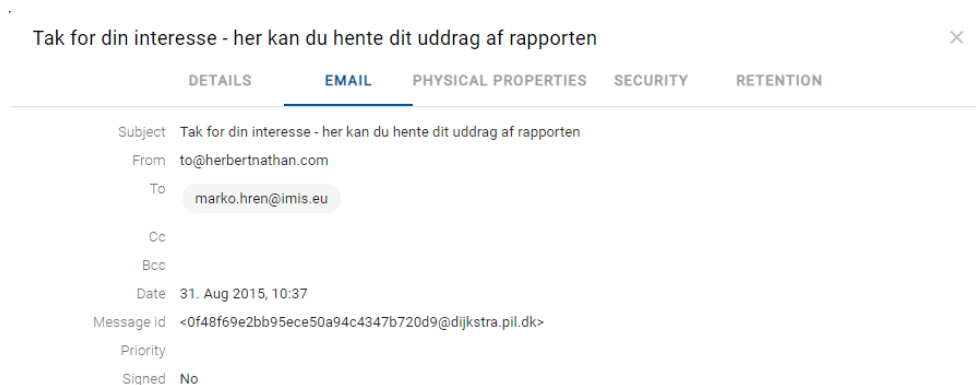 Tak for din interesse - her kan du hente dit uddrag af rapporten
DETAILS EMAIL PHYSICAL PROPERTIES SECURITY RETENTION
Subject Tak for din interesse - her kan du hente dit uddrag af rapporten
From to@herbertnathan.com
To marko.hren@imis.eu
Cc
Bcc
Date 31. Aug 2015, 10:37
Message id <0f48f69e2bb95ece50a94c4347b720d9@dijkstra.pil.dk>
Priority
Signed No